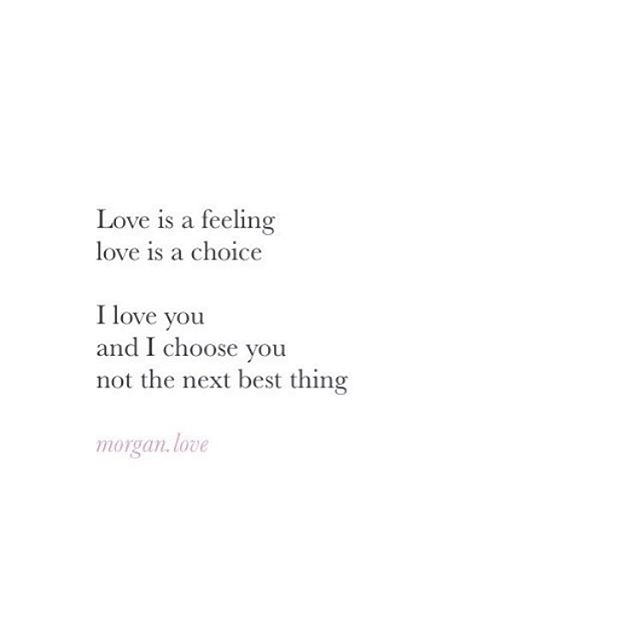 Love is a feeling
love is a choice
I love you
and I choose you
not the next best thing
morgan.love